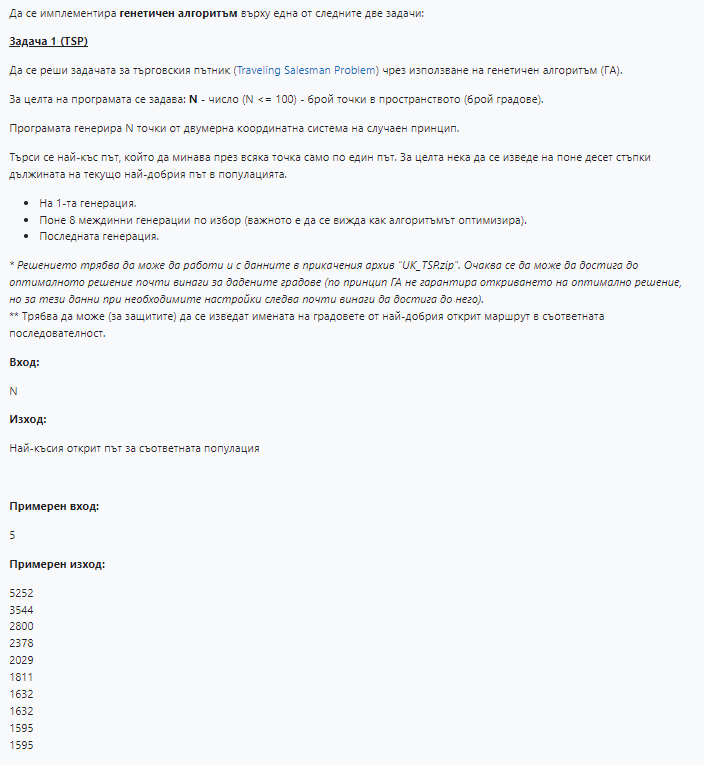 Да се имплементира генетичен алгоритъм върху една от следните две задачи:
Задача 1 (TSP)
Да се реши задачата за търговския пътник (Traveling Salesman Problem) чрез използване на генетичен алгоритъм (ГА).
За целта на програмата се задава: N - число (N <= 100) - брой точки в пространството (брой градове).
Програмата генерира N точки от двумерна координатна система на случаен принцип.
Търси се най-къс път, който да минава през всяка точка само по един път. За целта нека да се изведе на поне десет стъпки
дължината на текущо най-добрия път в популацията.
• На 1-та генерация.
• Поне 8 междинни генерации по избор (важното е да се вижда как алгоритъмът оптимизира).
• Последната генерация.
* Решението трябва да може да работи и с данните в прикачения архив "UK_TSP.zip". Очаква се да може да достига до
оптималното решение почти винаги за дадените градове (по принцип ГА не гарантира откриването на оптимално решение,
но за тези данни при необходимите настройки следва почти винаги да достига до него).
** Трябва да може (за защитите) да се изведат имената на градовете от най-добрия открит маршрут в съответната
последователност.
Вход:
N
Изход:
Най-късия открит път за съответната популация
Примерен вход:
5
Примерен изход:
5252
3544
2800
2378
2029
1811
1632
1632
1595
1595